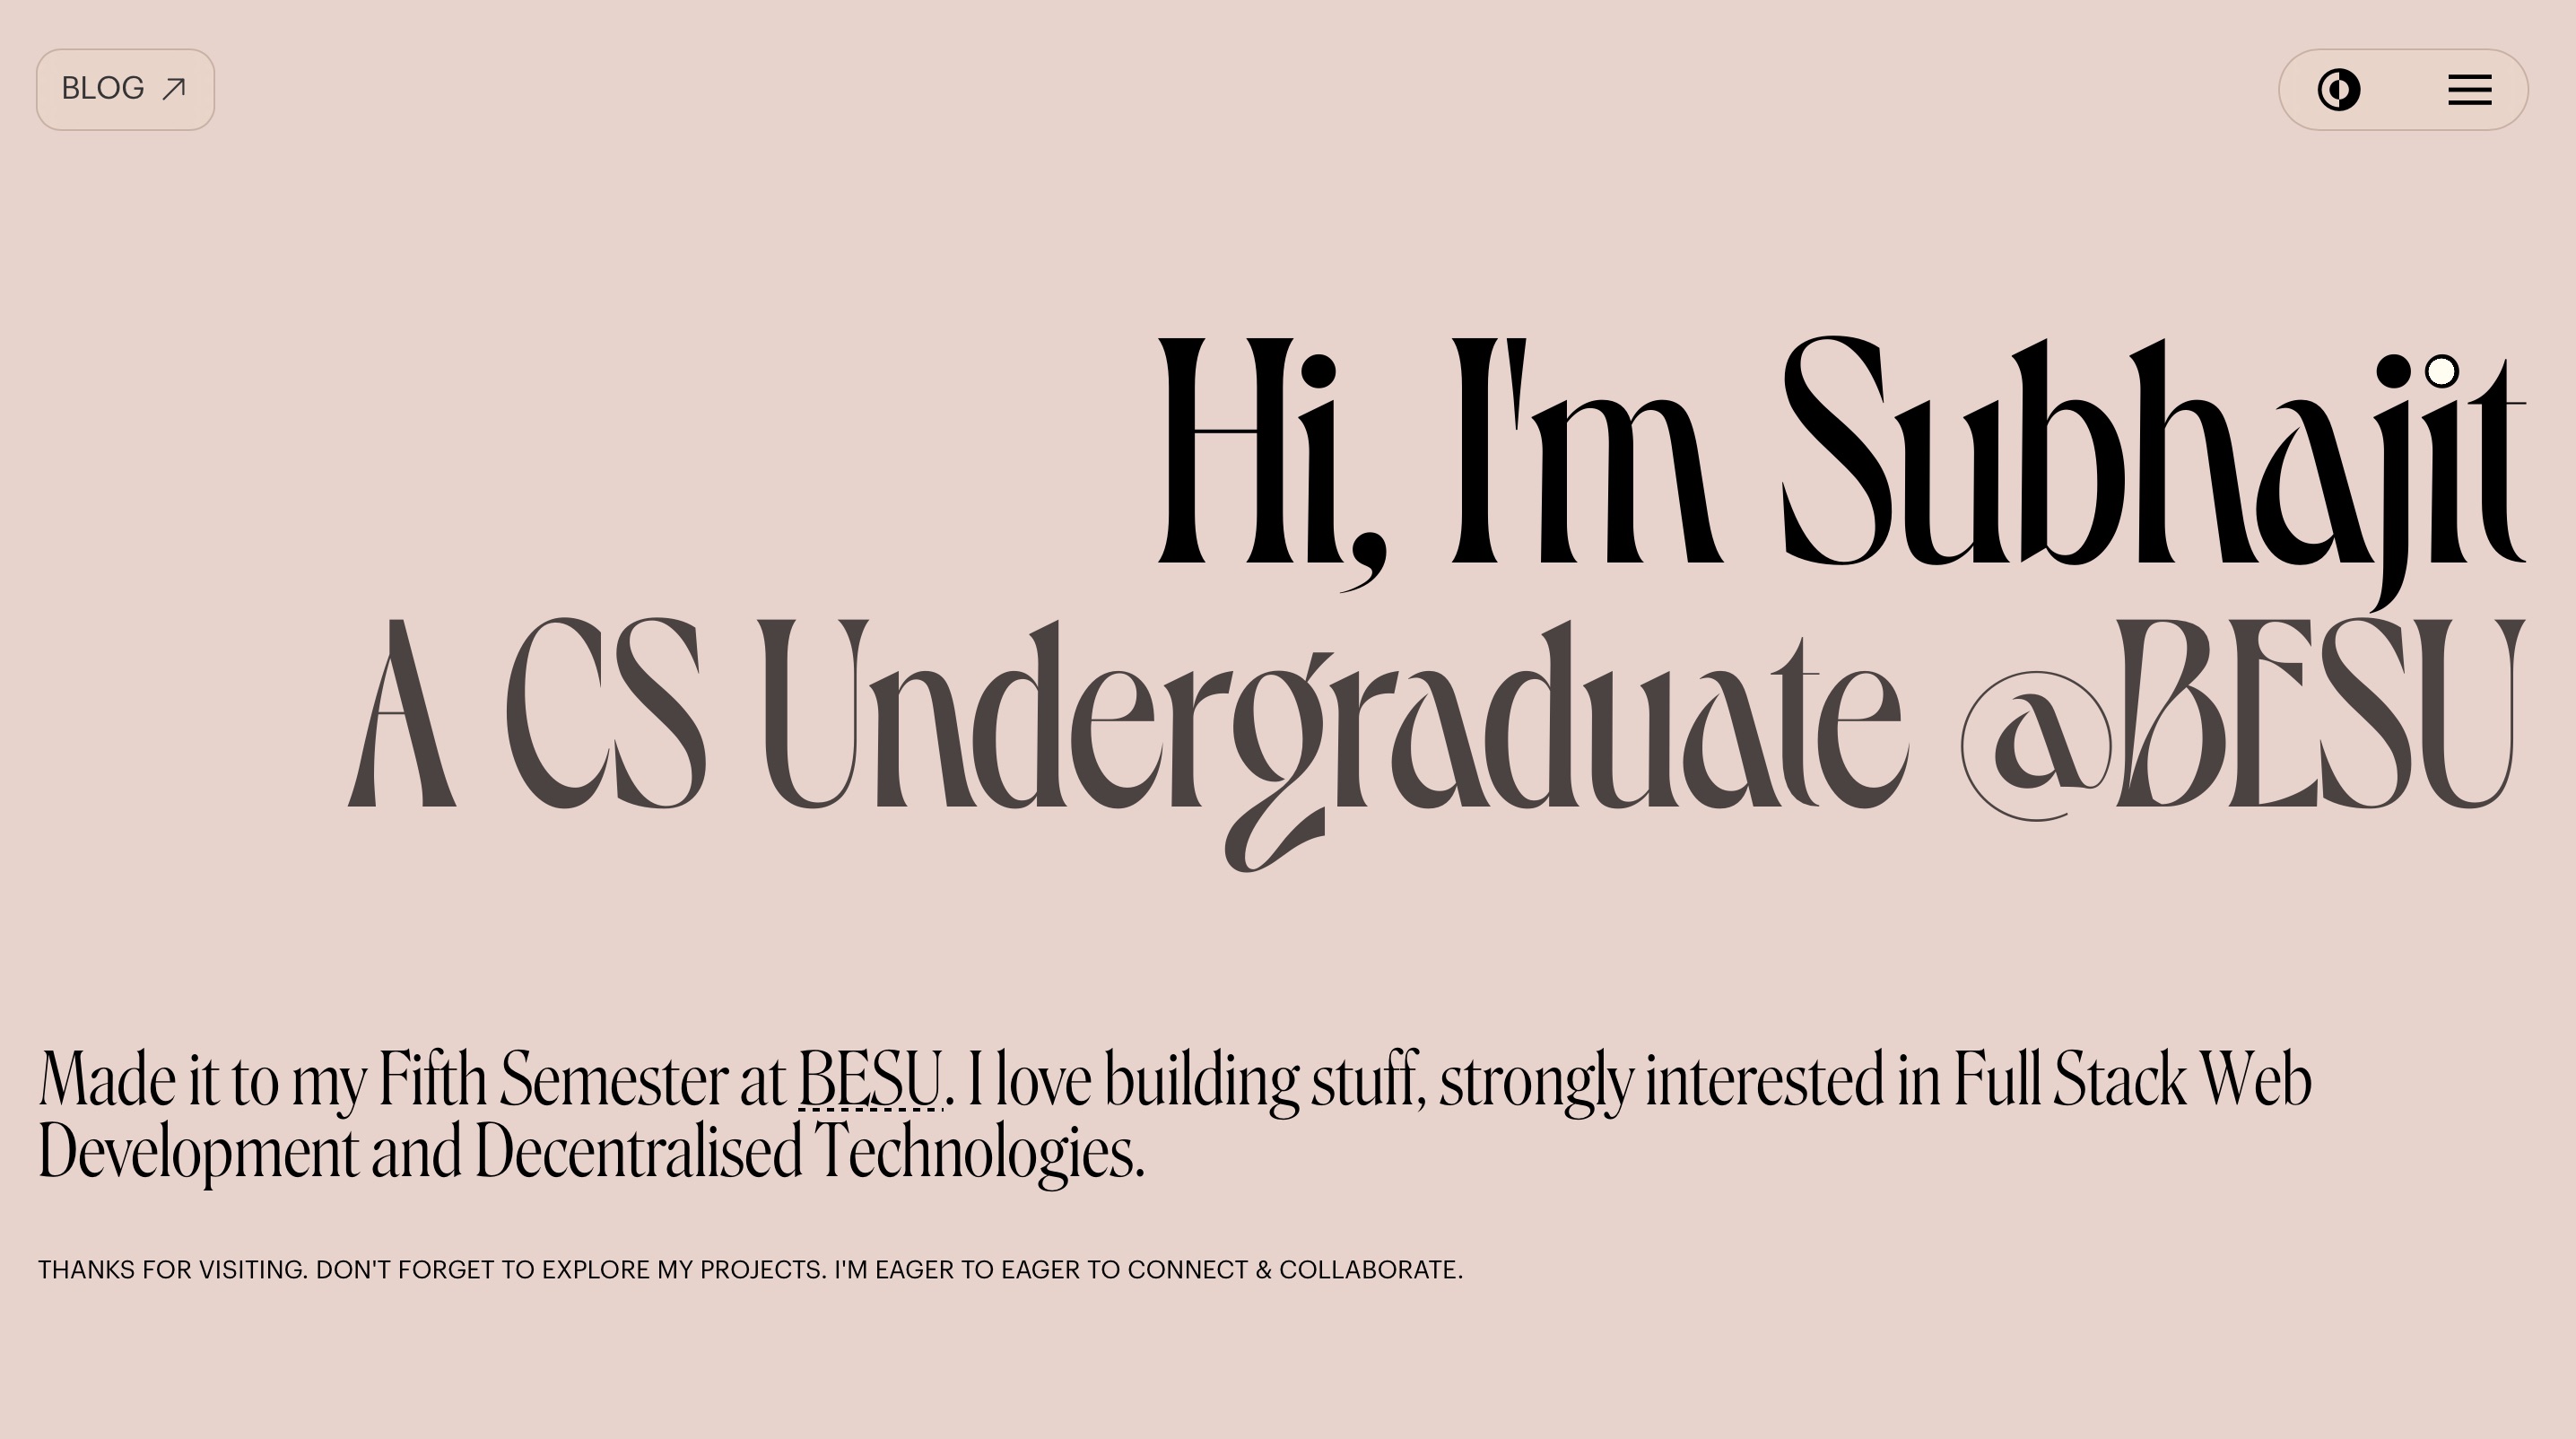 BLOG
Hi, I'm Subhajit
A CS Undergraduate @BESU
Made it to my Fifth Semester at BESU. I love building stuff, strongly interested in Full Stack Web
Development and Decentralised Technologies.
THANKS FOR VISITING. DON'T FORGET TO EXPLORE MY PROJECTS. I'M EAGER TO EAGER TO CONNECT & COLLABORATE.